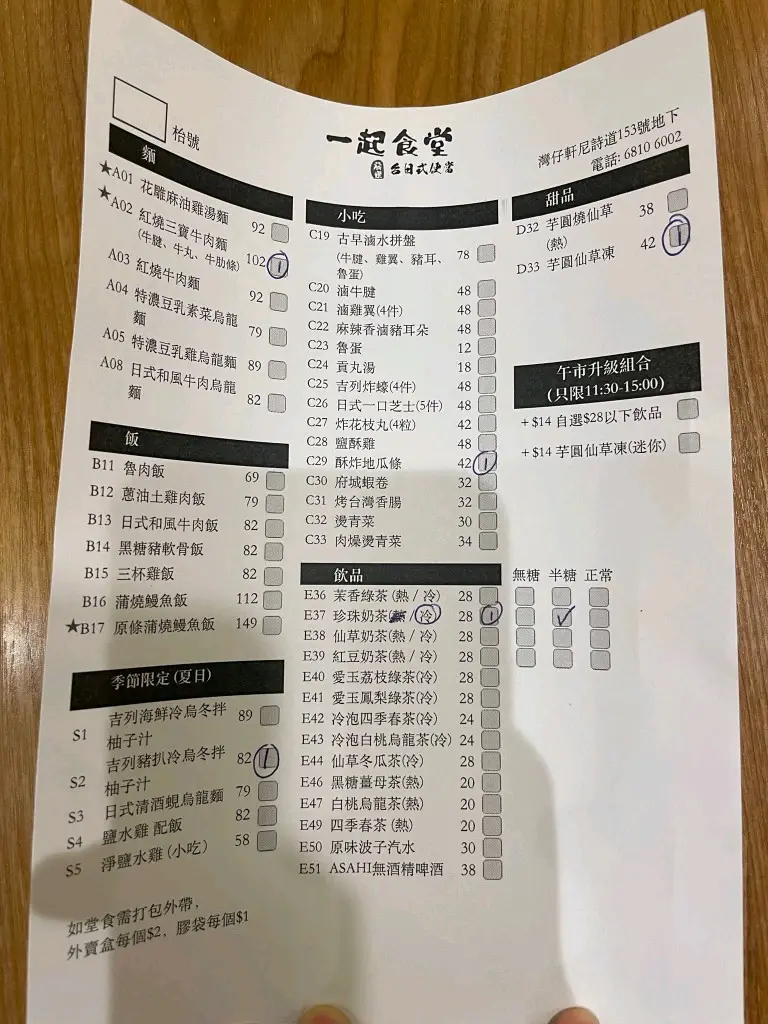 枱號
一起食堂
台日式便當
灣仔軒尼詩道153號地下
電話: 6810 6002
麵
★A01 花雕麻油雞湯麵 92
★A02 紅燒三寶牛肉麵 102 1
(牛腱、牛丸、牛肋條)
A03 紅燒牛肉麵 92
A04 特濃豆乳素菜烏龍
麵 79
A05 特濃豆乳雞烏龍麵 89
A08 日式和風牛肉烏龍
麵 82
飯
B11 魯肉飯 69
B12 蔥油土雞肉飯 79
B13 日式和風牛肉飯 82
B14 黑糖豬軟骨飯 82
B15 三杯雞飯 82
B16 蒲燒鰻魚飯 112
★B17 原條蒲燒鰻魚飯 149
季節限定 (夏日)
S1 吉列海鮮冷烏冬拌 89
柚子汁
S2 吉列豬扒冷烏冬拌 82 1
柚子汁
S3 日式清酒蜆烏龍麵 79
S4 鹽水雞 配飯 82
S5 淨鹽水雞 (小吃) 58
如堂食需打包外帶,
外賣盒每個$2, 膠袋每個$1
小吃
C19 古早滷水拼盤
(牛腱、雞翼、豬耳、 78
魯蛋)
C20 滷牛腱 48
C21 滷雞翼(4件) 48
C22 麻辣香滷豬耳朵 48
C23 魯蛋 12
C24 貢丸湯 18
C25 吉列炸蠔(4件) 48
C26 日式一口芝士(5件) 48
C27 炸花枝丸(4粒) 42
C28 鹽酥雞 48
C29 酥炸地瓜條 42 1
C30 府城蝦卷 32
C31 烤台灣香腸 32
C32 燙青菜 30
C33 肉燥燙青菜 34
飲品
無糖 半糖 正常
E36 茉香綠茶(熱 / 冷) 28
E37 珍珠奶茶(熱 / 冷) 28 1 ✓
E38 仙草奶茶(熱 / 冷) 28
E39 紅豆奶茶(熱 / 冷) 28
E40 愛玉荔枝綠茶(冷) 28
E41 愛玉鳳梨綠茶(冷) 28
E42 冷泡四季春茶(冷) 24
E43 冷泡白桃烏龍茶(冷) 24
E44 仙草冬瓜茶(冷) 28
E46 黑糖薑母茶(熱) 20
E47 白桃烏龍茶(熱) 20
E49 四季春茶 (熱) 20
E50 原味波子汽水 30
E51 ASAHI無酒精啤酒 38
甜品
D32 芋圓燒仙草 38
(熱)
D33 芋圓仙草凍 42 1
午市升級組合
(只限11:30-15:00)
+ $14 自選$28以下飲品
+ $14 芋圓仙草凍(迷你)